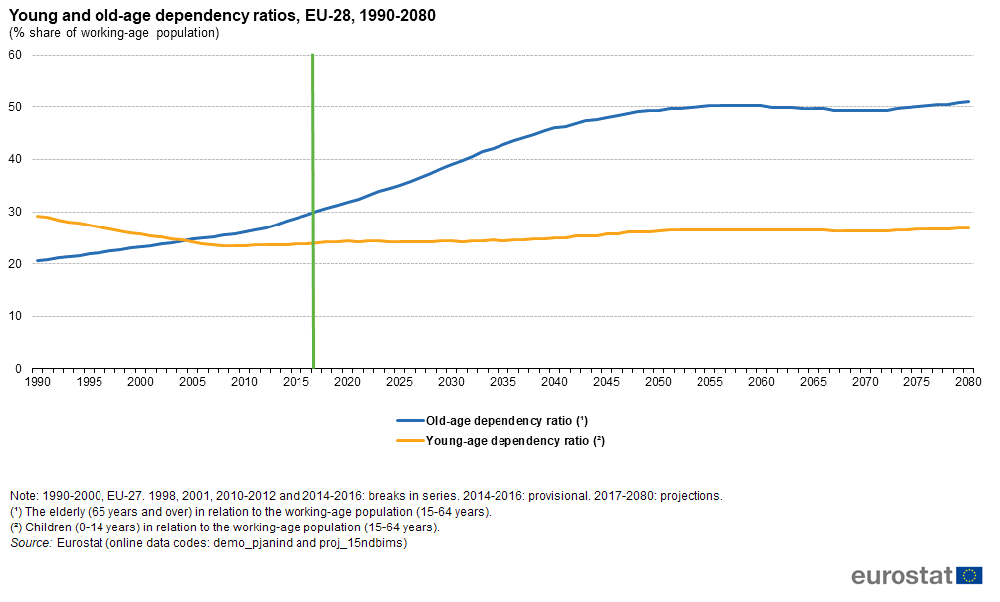 Young and old-age dependency ratios, EU-28, 1990-2080
(% share of working-age population)
60
50
40
30
20
10
0
1990 1995 2000 2005 2010 2015 2020 2025 2030 2035 2040 2045 2050 2055 2060 2065 2070 2075 2080
Old-age dependency ratio (¹)
Young-age dependency ratio (²)
Note: 1990-2000, EU-27. 1998, 2001, 2010-2012 and 2014-2016: breaks in series. 2014-2016: provisional. 2017-2080: projections.
(¹) The elderly (65 years and over) in relation to the working-age population (15-64 years).
(²) Children (0-14 years) in relation to the working-age population (15-64 years).
Source: Eurostat (online data codes: demo_pjanind and proj_15ndbims)
eurostat